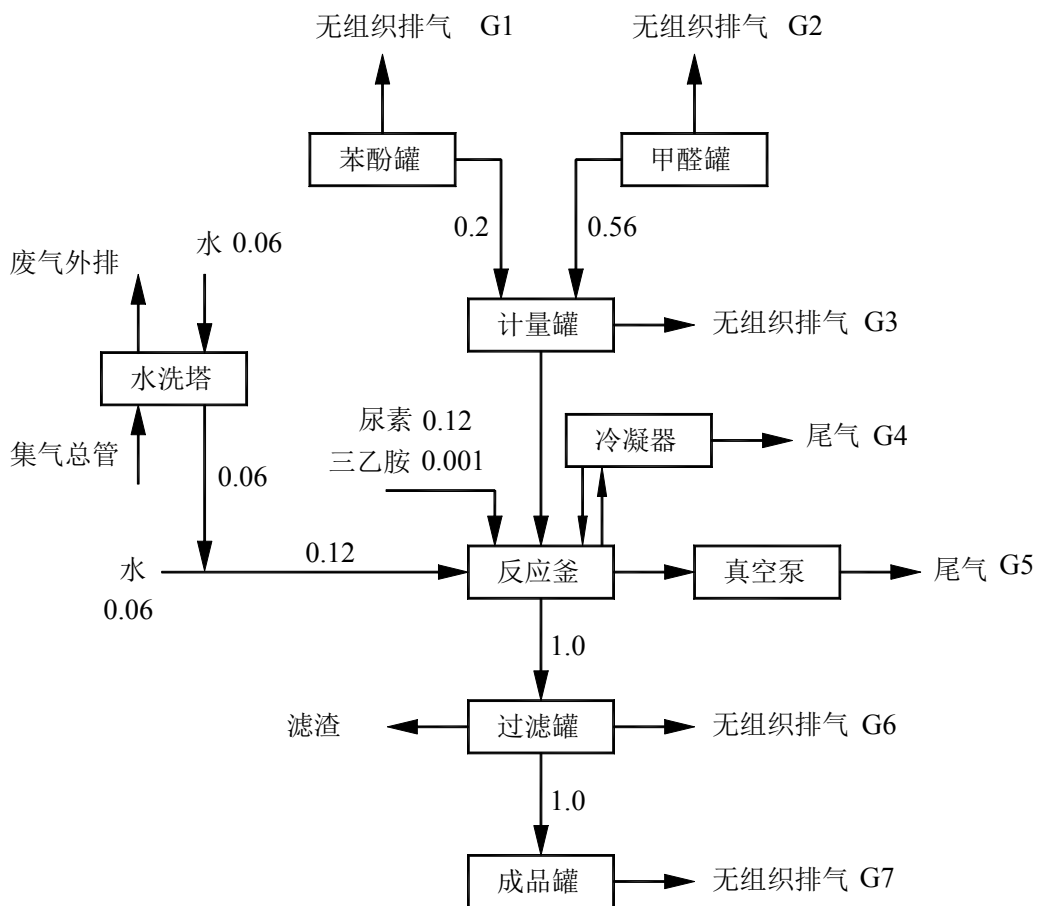 无组织排气 G1
无组织排气 G2
苯酚罐
甲醛罐
0.2
0.56
水 0.06
废气外排
计量罐
无组织排气 G3
水洗塔
尿素 0.12
三乙胺 0.001
冷凝器
尾气 G4
集气总管
0.06
水
0.06
0.12
反应釜
真空泵
尾气 G5
1.0
滤渣
过滤罐
无组织排气 G6
1.0
成品罐
无组织排气 G7